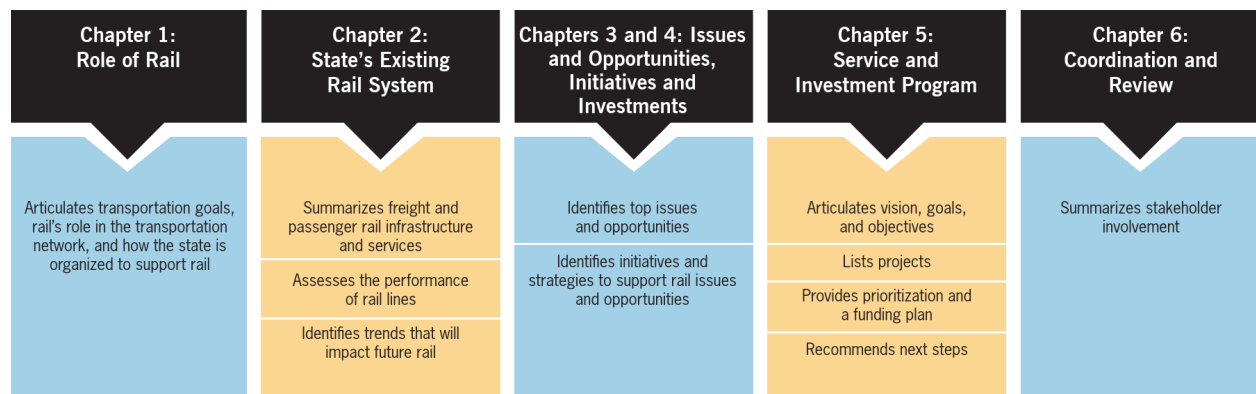 Chapter 1:
Role of Rail
Articulates transportation goals,
rail's role in the transportation
network, and how the state is
organized to support rail
Chapter 2:
State's Existing
Rail System
Summarizes freight and
passenger rail infrastructure
and services
Assesses the performance
of rail lines
Identifies trends that will
impact future rail
Chapters 3 and 4: Issues
and Opportunities,
Initiatives and
Investments
Identifies top issues
and opportunities
Identifies initiatives and
strategies to support rail issues
and opportunities
Chapter 5:
Service and
Investment Program
Articulates vision, goals,
and objectives
Lists projects
Provides prioritization and
a funding plan
Recommends next steps
Chapter 6:
Coordination and
Review
Summarizes stakeholder
involvement